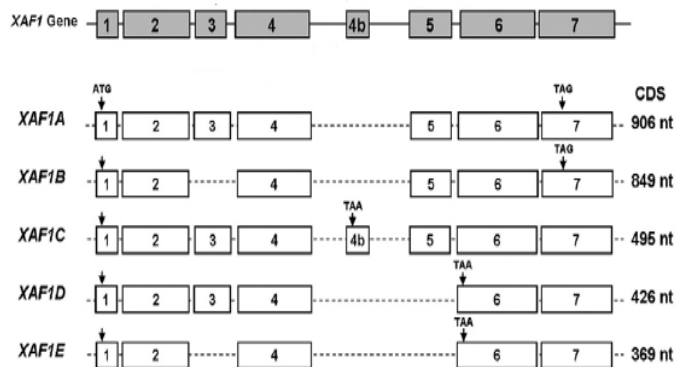 XAF1 Gene 1 2 3 4 4b 5 6 7
ATG TAG CDS
XAF1A 1 2 3 4 5 6 7 906 nt
TAG
XAF1B 1 2 4 5 6 7 849 nt
TAA
XAF1C 1 2 3 4 4b 5 6 7 495 nt
TAA
XAF1D 1 2 3 4 6 7 426 nt
TAA
XAF1E 1 2 4 6 7 369 nt